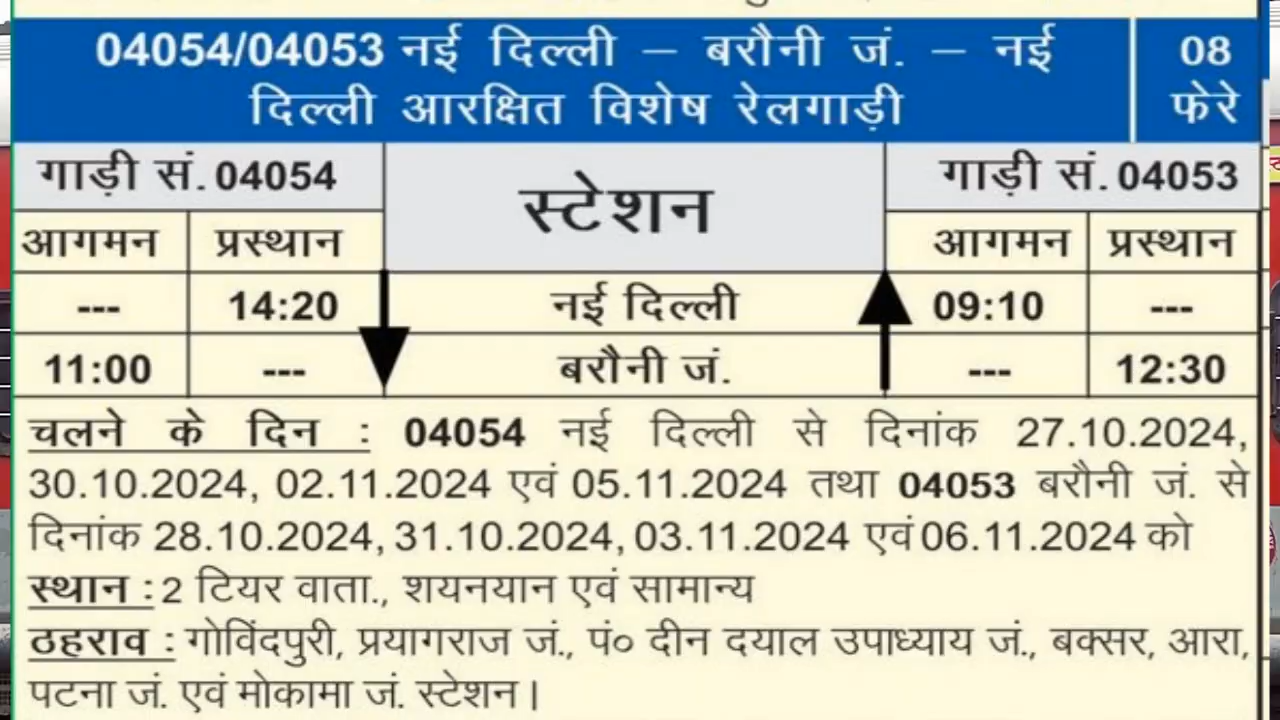 04054/04053 नई दिल्ली – बरौनी जं. – नई
दिल्ली आरक्षित विशेष रेलगाड़ी
08
फेरे
गाड़ी सं. 04054
स्टेशन
गाड़ी सं. 04053
आगमन प्रस्थान
आगमन प्रस्थान
--- 14:20 नई दिल्ली 09:10 ---
11:00 --- बरौनी जं. --- 12:30
चलने के दिन : 04054 नई दिल्ली से दिनांक 27.10.2024,
30.10.2024, 02.11.2024 एवं 05.11.2024 तथा 04053 बरौनी जं. से
दिनांक 28.10.2024, 31.10.2024, 03.11.2024 एवं 06.11.2024 को
स्थान : 2 टियर वाता., शयनयान एवं सामान्य
ठहराव : गोविंदपुरी, प्रयागराज जं., पं० दीन दयाल उपाध्याय जं., बक्सर, आरा,
पटना जं. एवं मोकामा जं. स्टेशन।